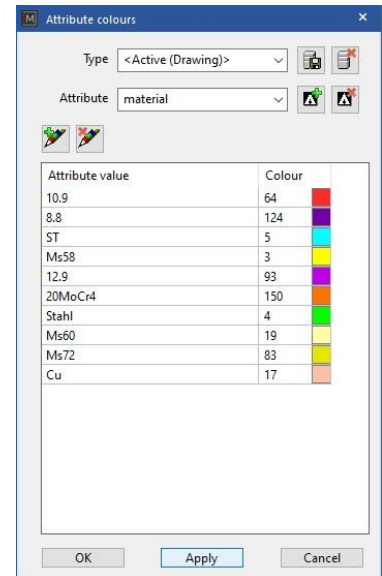 M Attribute colours ×
Type <Active (Drawing)>
Attribute material
Attribute value Colour
10.9 64
8.8 124
ST 5
Ms58 3
12.9 93
20MoCr4 150
Stahl 4
Ms60 19
Ms72 83
Cu 17
OK Apply Cancel